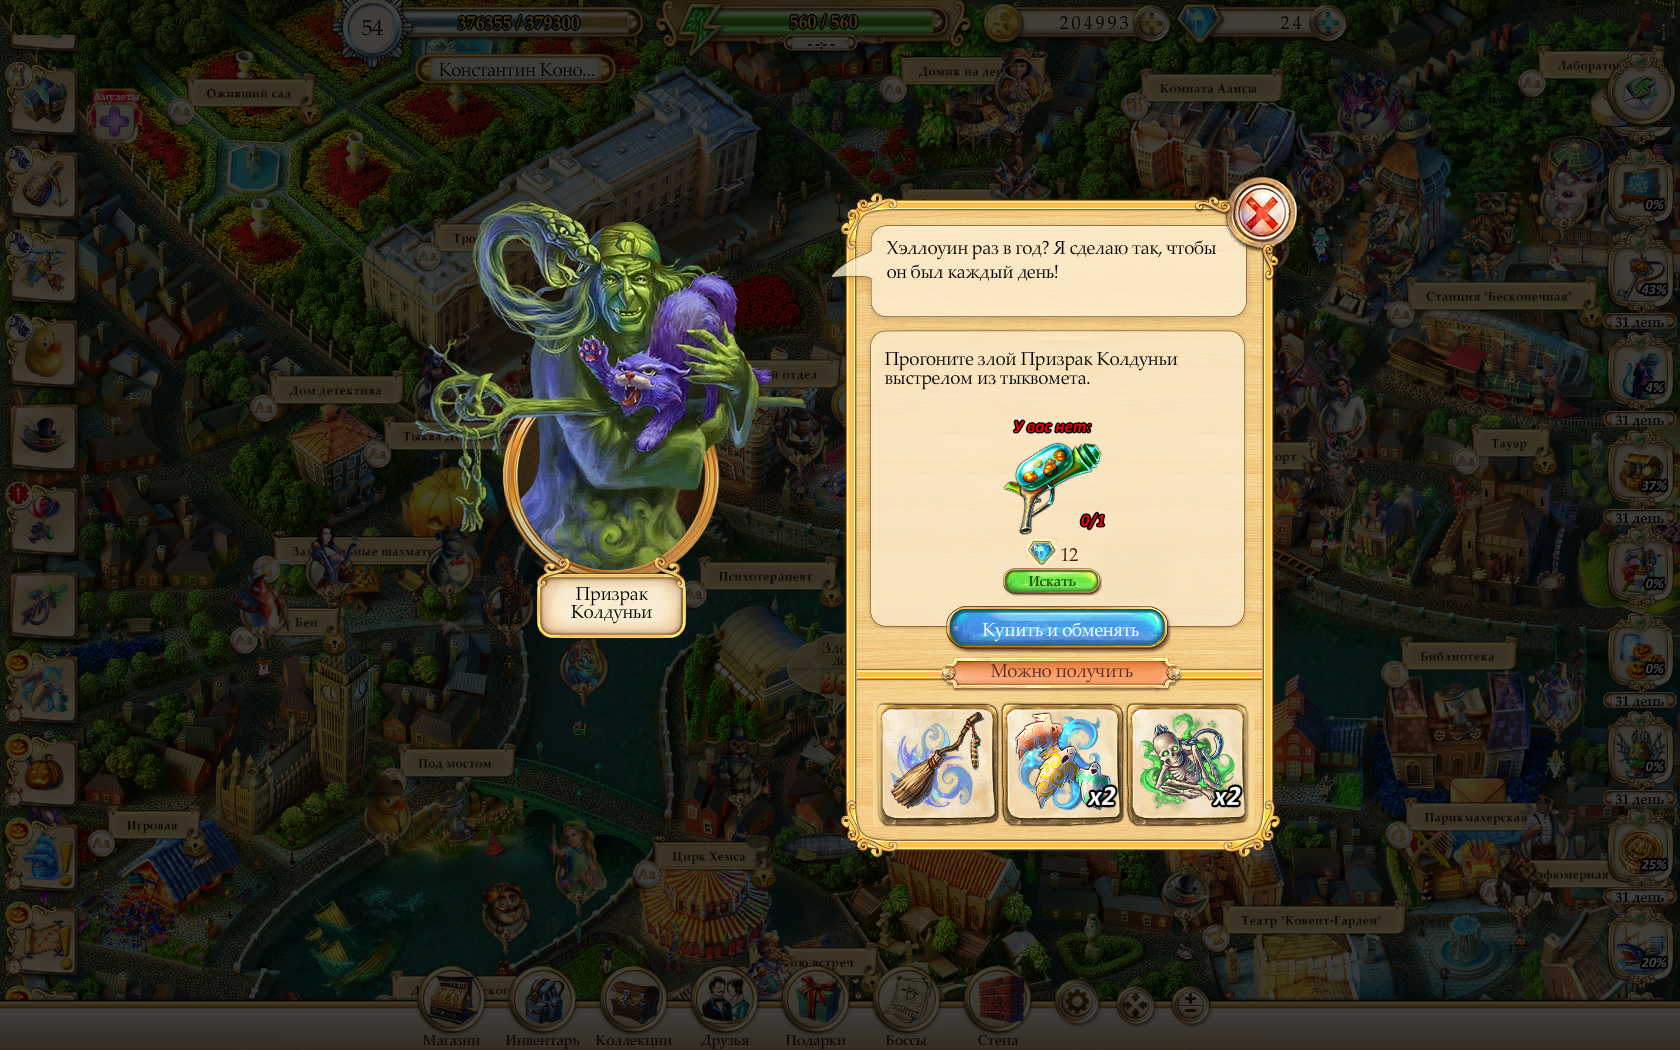 54
376355 / 379300
560 / 560
--:--
204993
24
Константин Коно...
Амулеты
Оживший сад
Комната Алисы
0%
Станция "Бесконечная"
43%
31 день
4%
31 день
Дом детектива
Тауэр
37%
31 день
0%
31 день
Психотерапевт
Бен
Библиотека
0%
31 день
Под мостом
0%
31 день
Игровая
Парикмахерская
25%
31 день
Цирк Хемса
Театр "Ковент-Гарден"
20%
Призрак
Колдуньи
Хэллоуин раз в год? Я сделаю так, чтобы
он был каждый день!
Прогоните злой Призрак Колдуньи
выстрелом из тыквомета.
У вас нет:
0/1
12
Искать
Купить и обменять
Можно получить
x2
x2
Магазин
Инвентарь
Коллекции
Друзья
Подарки
Боссы
Стена